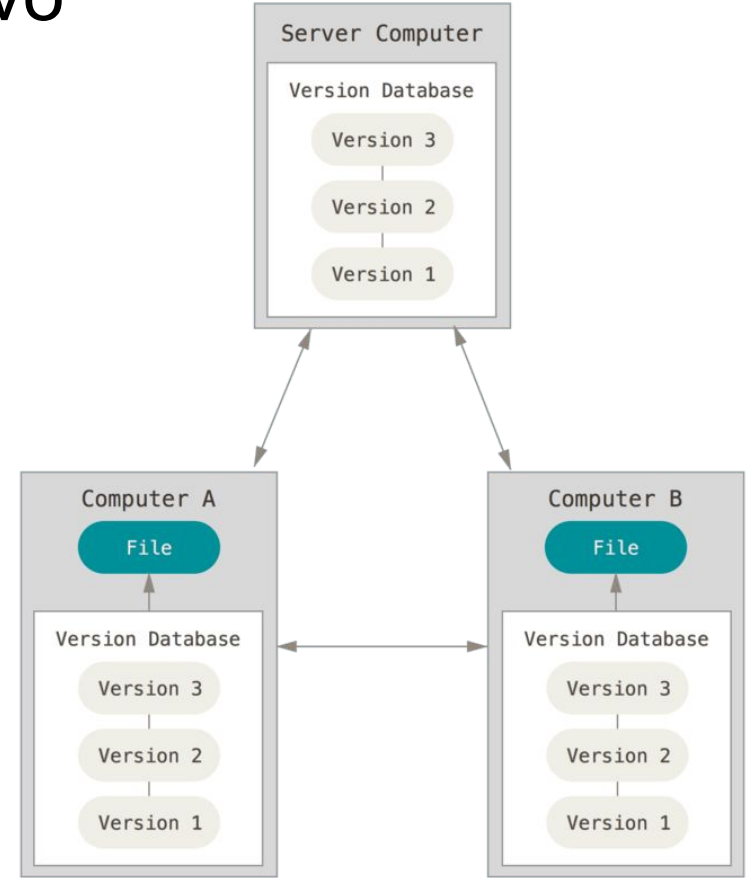 Server Computer
Version Database
Version 3
Version 2
Version 1
Computer A
File
Version Database
Version 3
Version 2
Version 1
Computer B
File
Version Database
Version 3
Version 2
Version 1